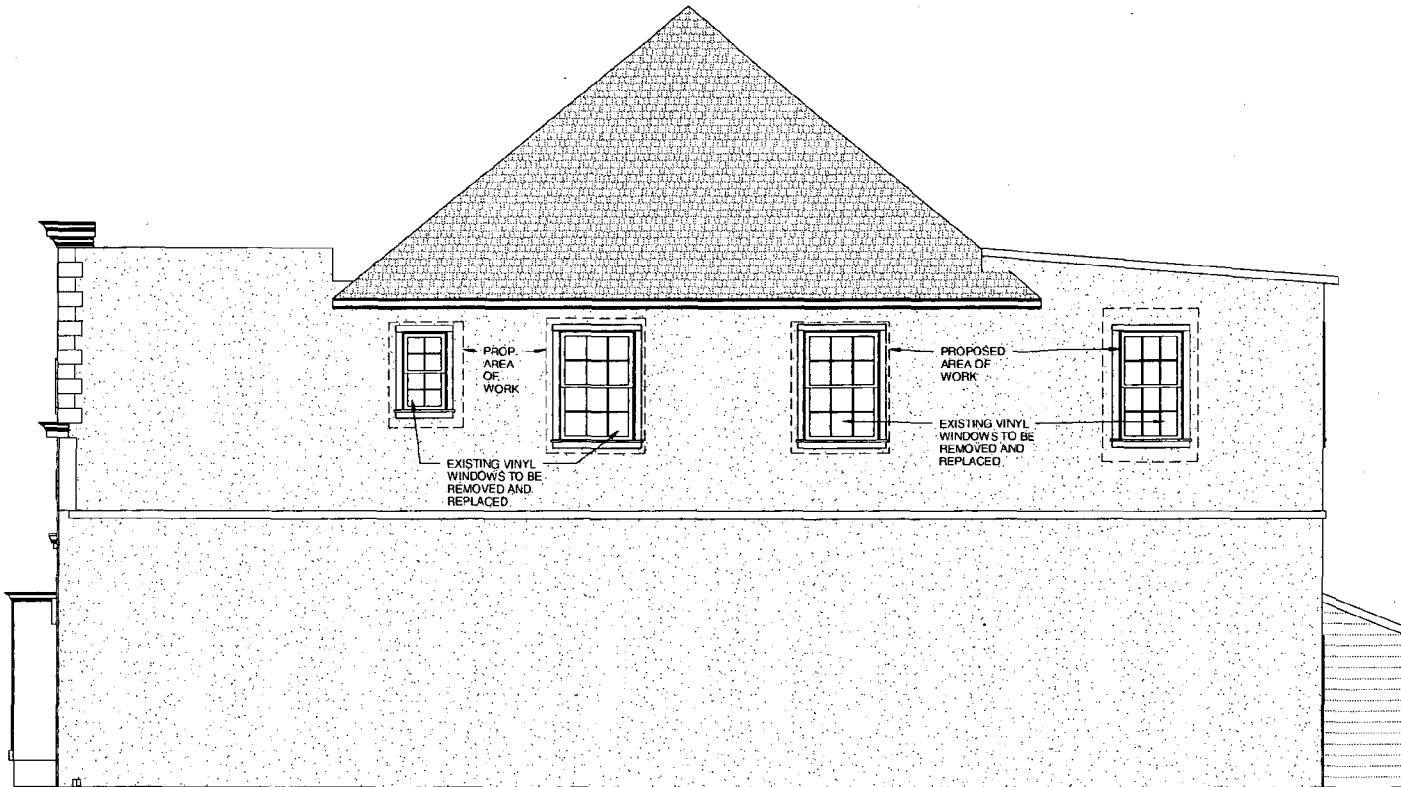 PROP.
AREA
OF
WORK
PROPOSED
AREA OF
WORK
EXISTING VINYL
WINDOWS TO BE
REMOVED AND
REPLACED.
EXISTING VINYL
WINDOWS TO BE
REMOVED AND
REPLACED.